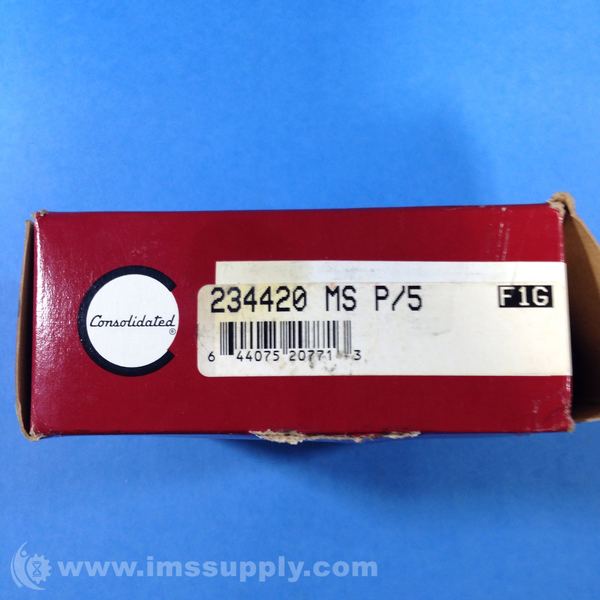 234420 MS P/5
F1G
Consolidated®
6 44075 20771 3
www.imssupply.com